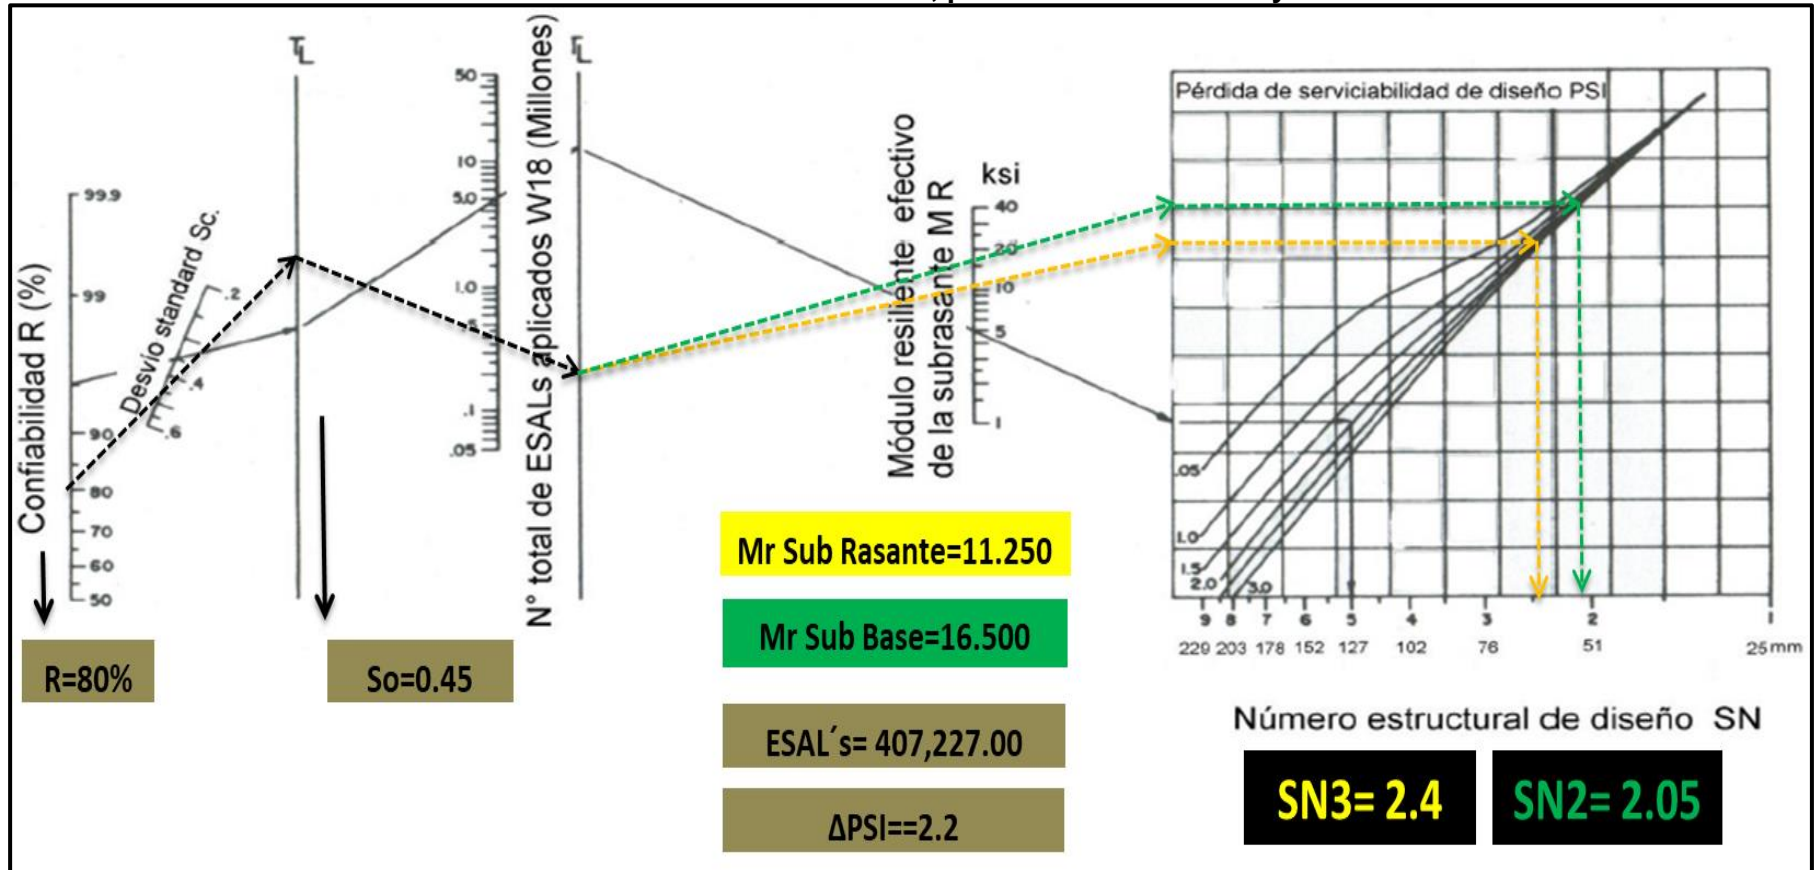 Confiabilidad R (%)
99.9
99
90
80
70
60
50
Desvío standard Sc.
.2
.4
.6
TL
N° total de ESALs aplicados W18 (Millones)
50
10
5.0
1.0
.5
.1
.05
TL
Módulo resiliente efectivo
de la subrasante M R
ksi
40
20
10
5
1
Pérdida de serviciabilidad de diseño PSI
.05
1.0
1.5
2.0
3.0
9 8 7 6 5 4 3 2 1
229 203 178 152 127 102 76 51 25 mm
Número estructural de diseño SN
R=80%
So=0.45
Mr Sub Rasante=11.250
Mr Sub Base=16.500
ESAL´s= 407,227.00
ΔPSI==2.2
SN3= 2.4
SN2= 2.05